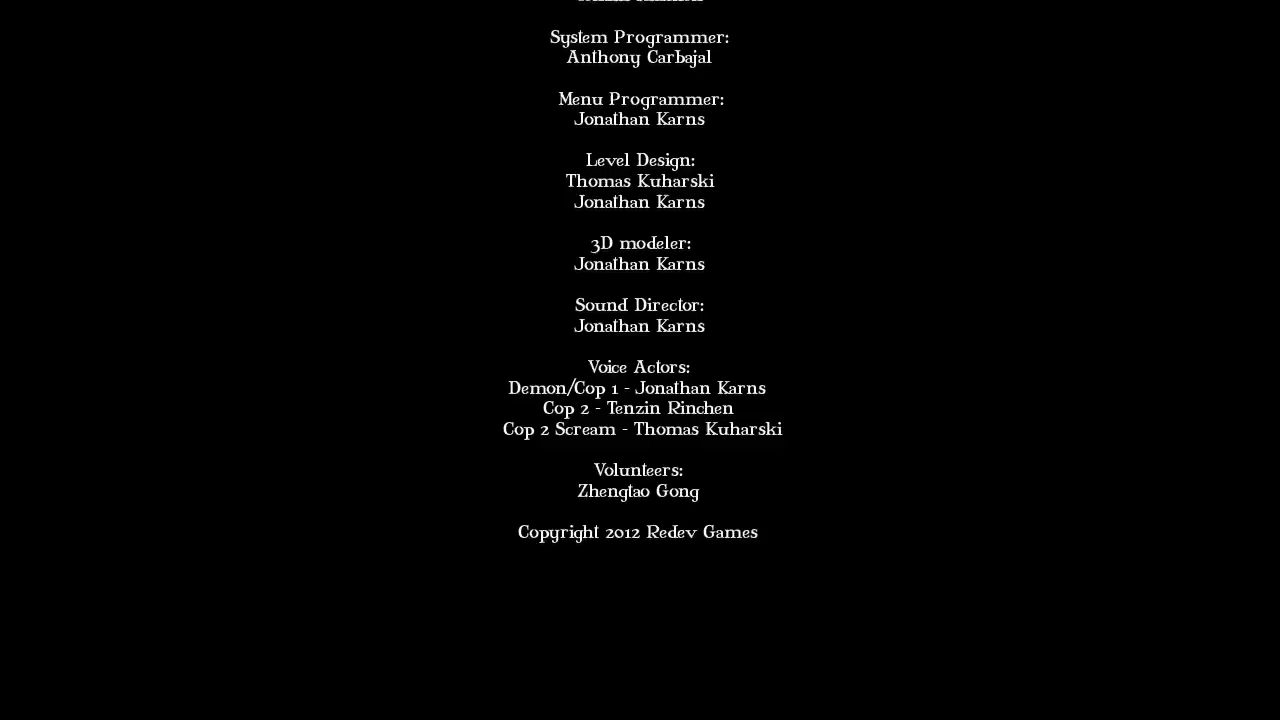 System Programmer:
Anthony Carbajal
Menu Programmer:
Jonathan Karns
Level Design:
Thomas Kuharski
Jonathan Karns
3D modeler:
Jonathan Karns
Sound Director:
Jonathan Karns
Voice Actors:
Demon/Cop 1 - Jonathan Karns
Cop 2 - Tenzin Rinchen
Cop 2 Scream - Thomas Kuharski
Volunteers:
Zhengtao Gong
Copyright 2012 Redev Games